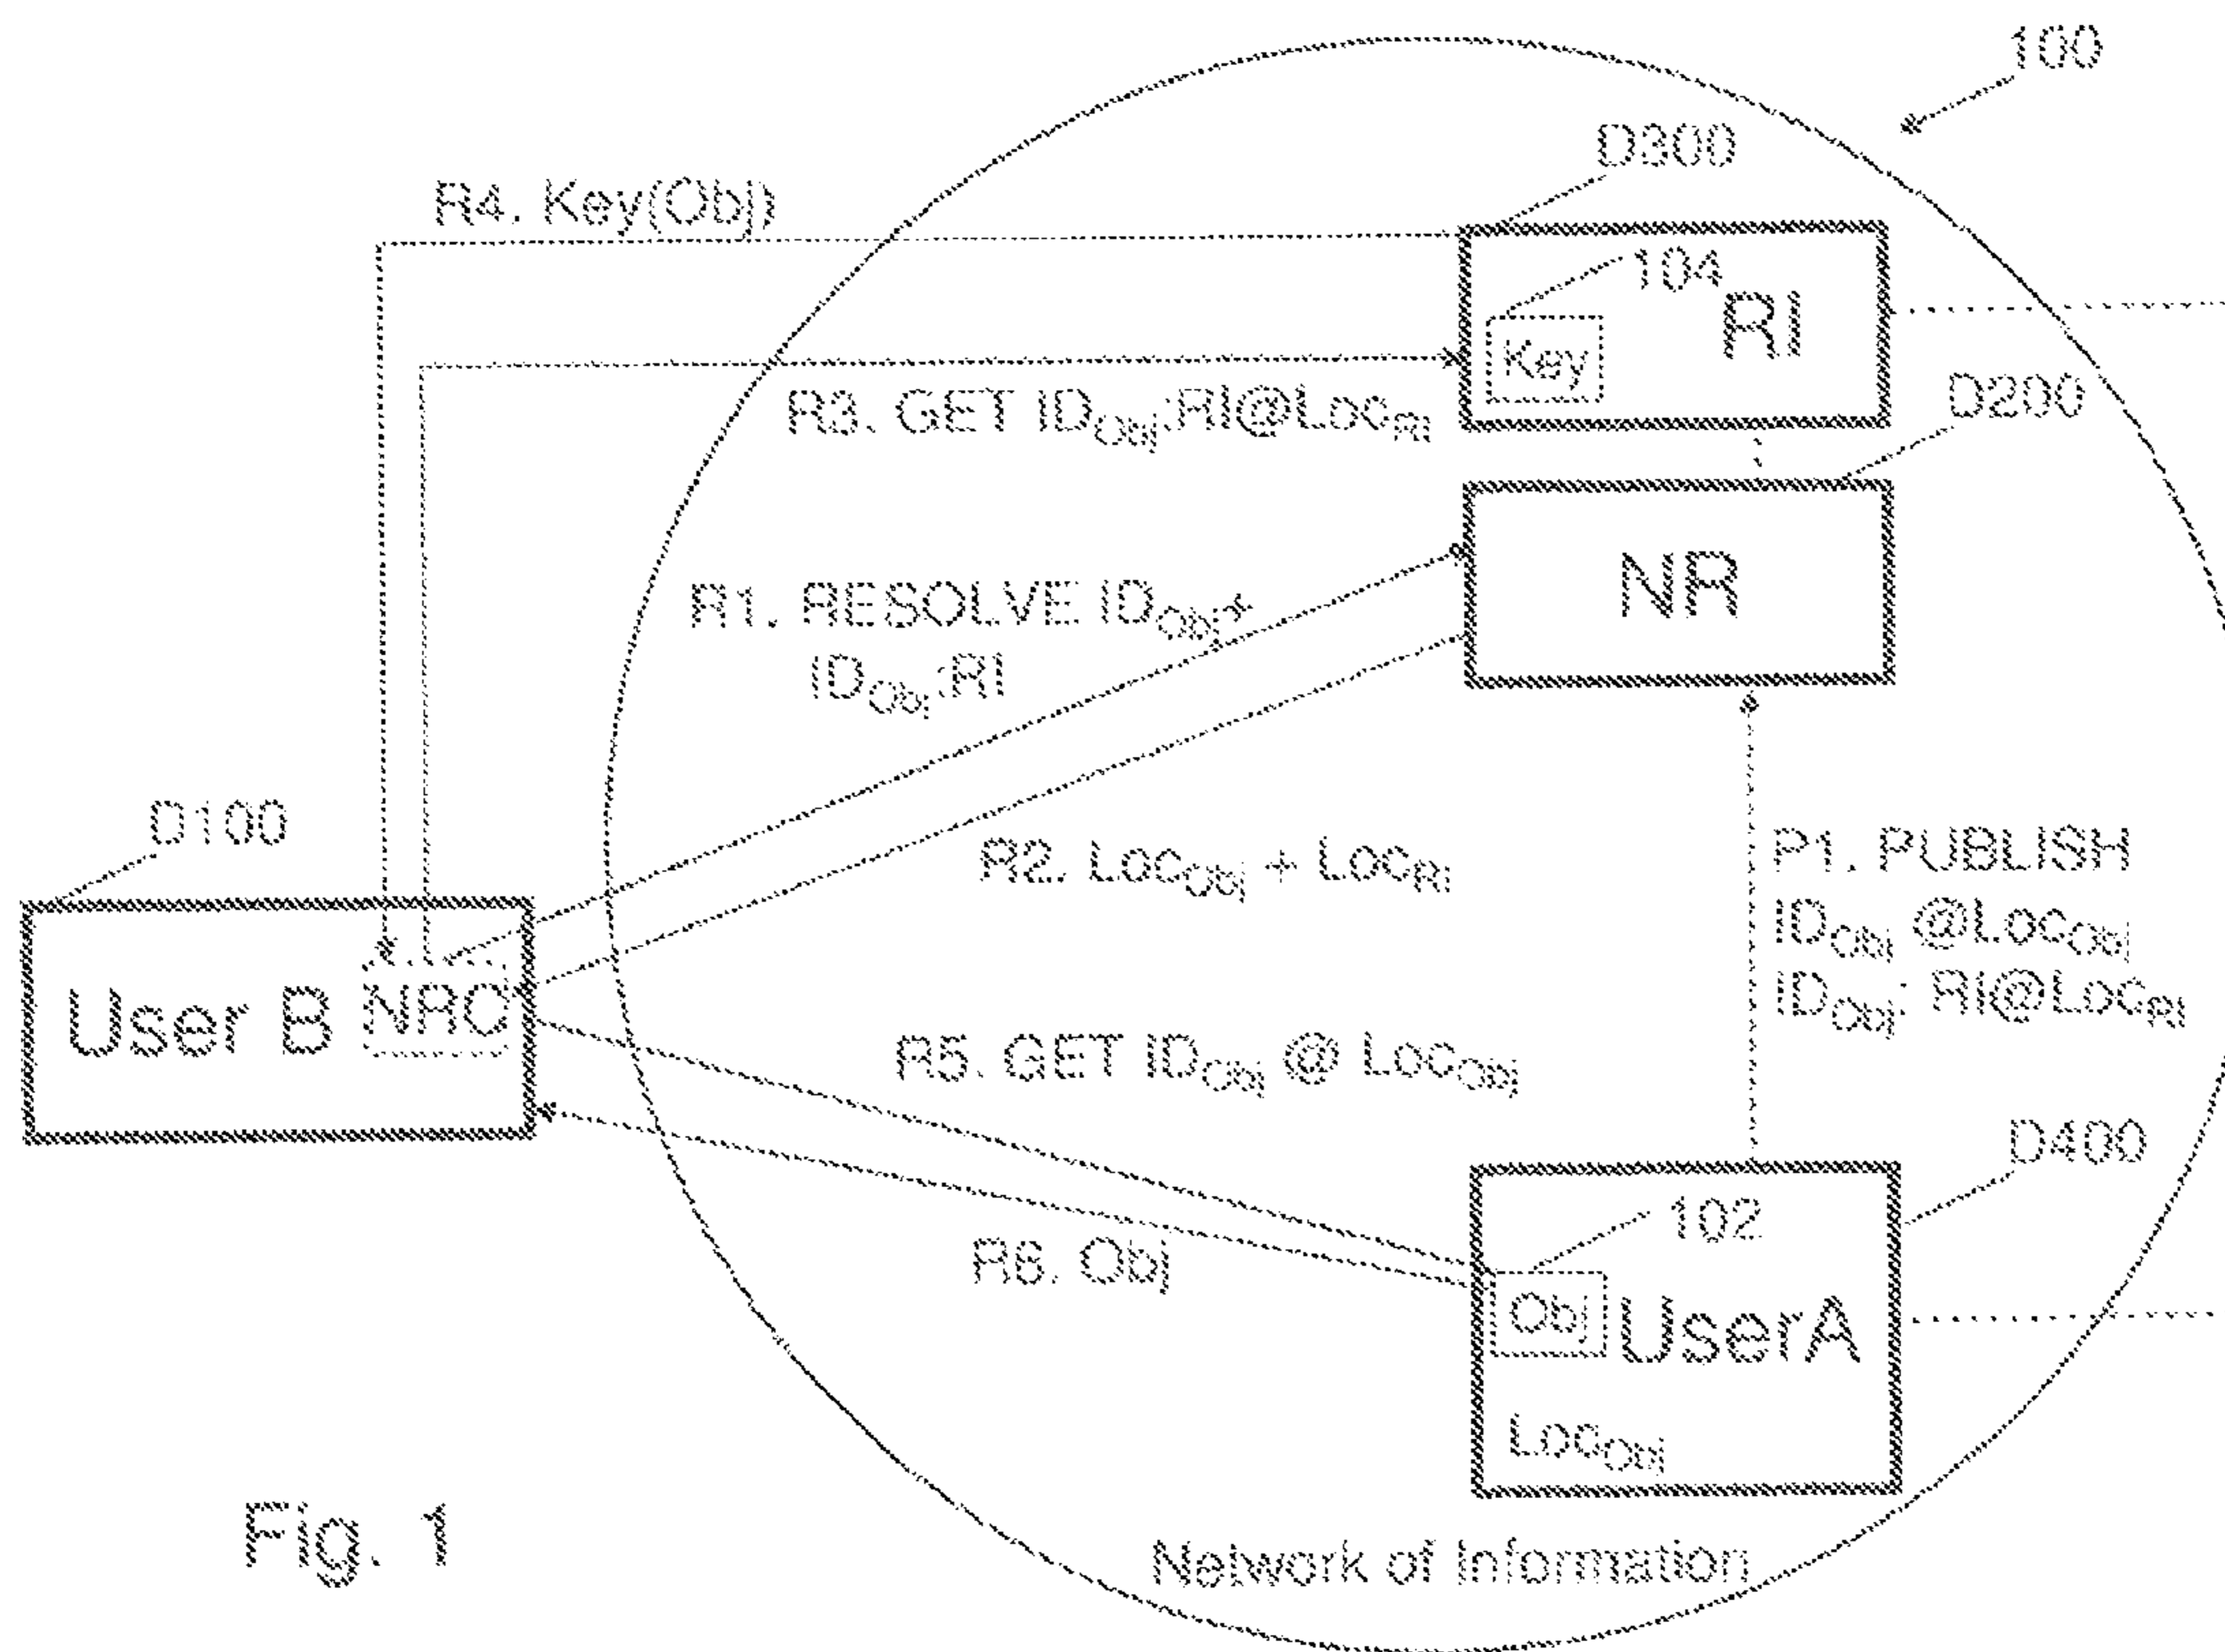 100
D300
R4. Key(Obj)
104
RI
Key
D200
R3. GET IDObj:RI@LocRI
NR
R1. RESOLVE IDObj+
IDObj:RI
D100
R2. LocObj + LocRI
P1. PUBLISH
IDObj @LocObj
IDObj: RI@LocRI
User B NRC
R5. GET IDObj @ LocObj
D400
102
R6. Obj
Obj UserA
LocObj
Fig. 1
Network of Information